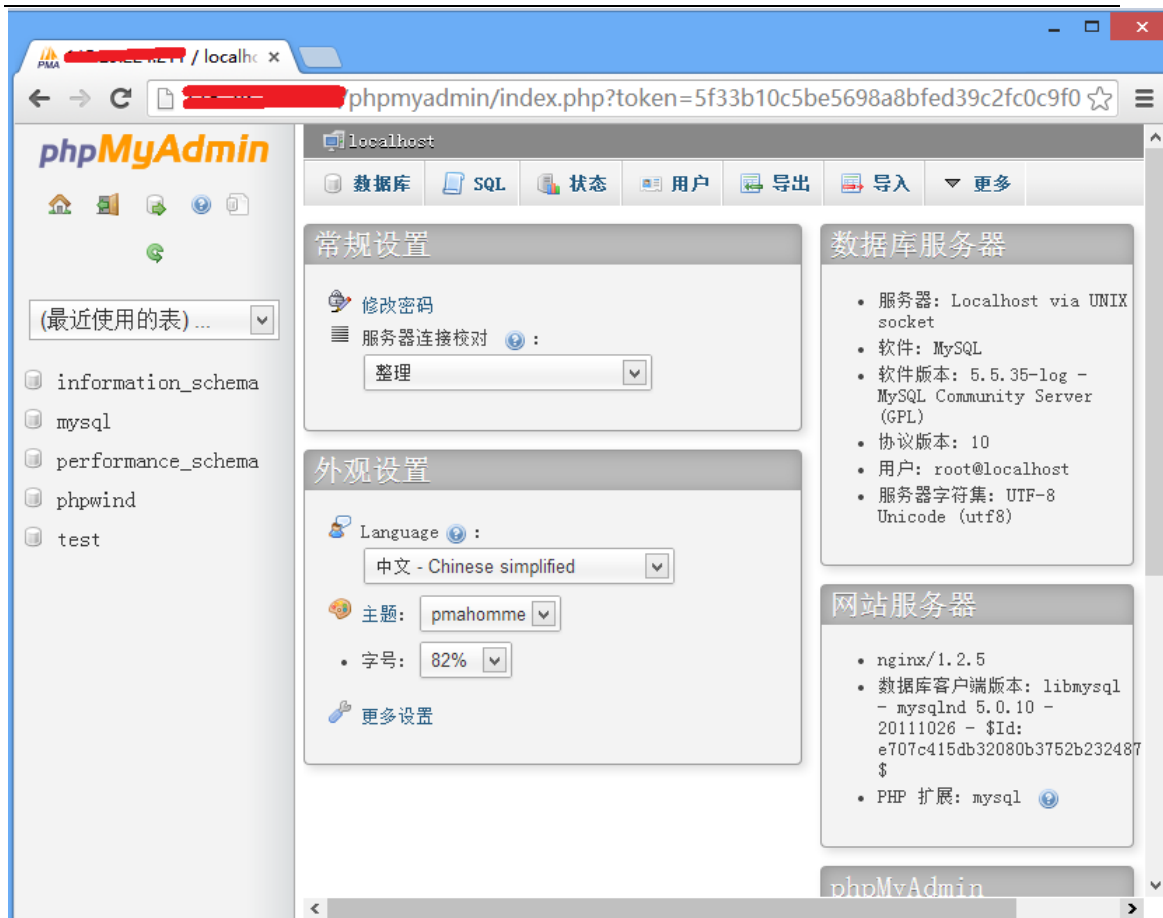 PMA / localho
/phpmyadmin/index.php?token=5f33b10c5be5698a8bfed39c2fc0c9f0
phpMyAdmin
localhost
数据库 SQL 状态 用户 导出 导入 更多
(最近使用的表) ...
information_schema
mysql
performance_schema
phpwind
test
常规设置
修改密码
服务器连接校对 :
整理
外观设置
Language :
中文 - Chinese simplified
主题: pmahomme
字号: 82%
更多设置
数据库服务器
服务器: Localhost via UNIX
socket
软件: MySQL
软件版本: 5.5.35-log -
MySQL Community Server
(GPL)
协议版本: 10
用户: root@localhost
服务器字符集: UTF-8
Unicode (utf8)
网站服务器
nginx/1.2.5
数据库客户端版本: libmysql
- mysqlnd 5.0.10 -
20111026 - $Id:
e707c415db32080b3752b232487
$
PHP 扩展: mysql
phpMyAdmin